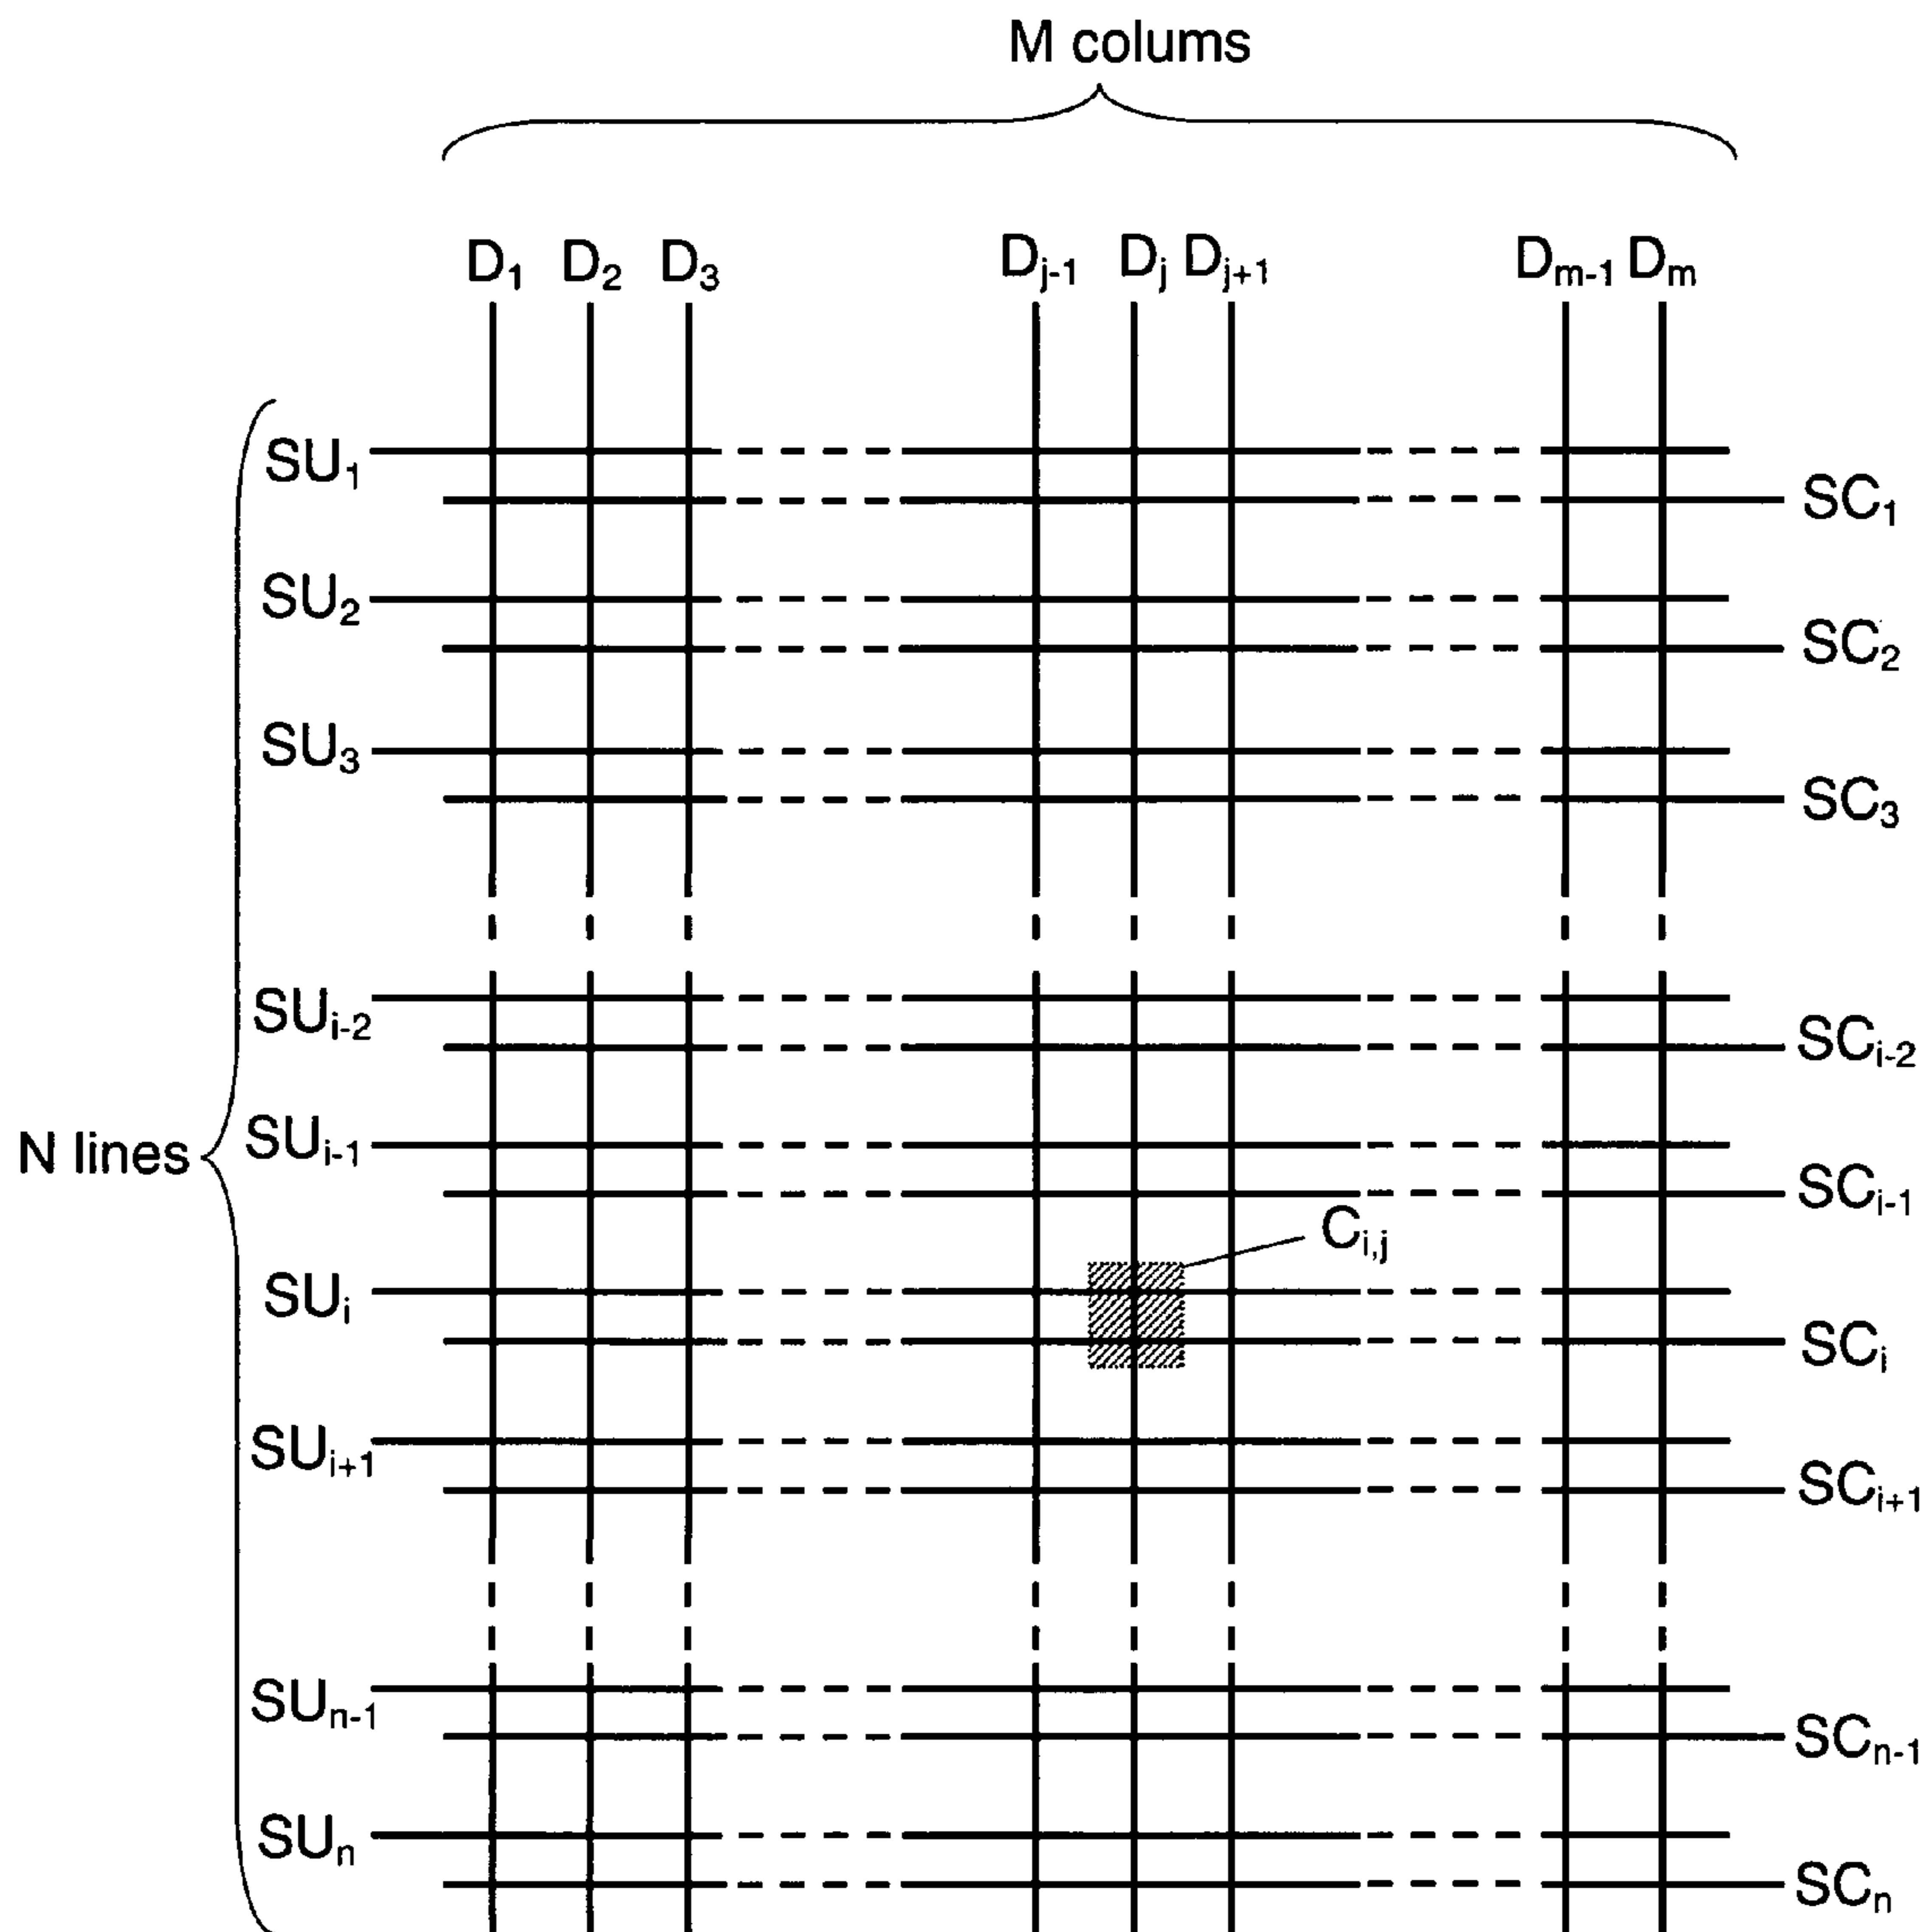 M colums
D₁ D₂ D₃ Dⱼ₋₁ Dⱼ Dⱼ₊₁ Dₘ₋₁ Dₘ
SU₁
SC₁
SU₂
SC₂
SU₃
SC₃
SUᵢ₋₂
SCᵢ₋₂
SUᵢ₋₁
N lines
SCᵢ₋₁
Cᵢ,ⱼ
SUᵢ
SCᵢ
SUᵢ₊₁
SCᵢ₊₁
SUₙ₋₁
SCₙ₋₁
SUₙ
SCₙ